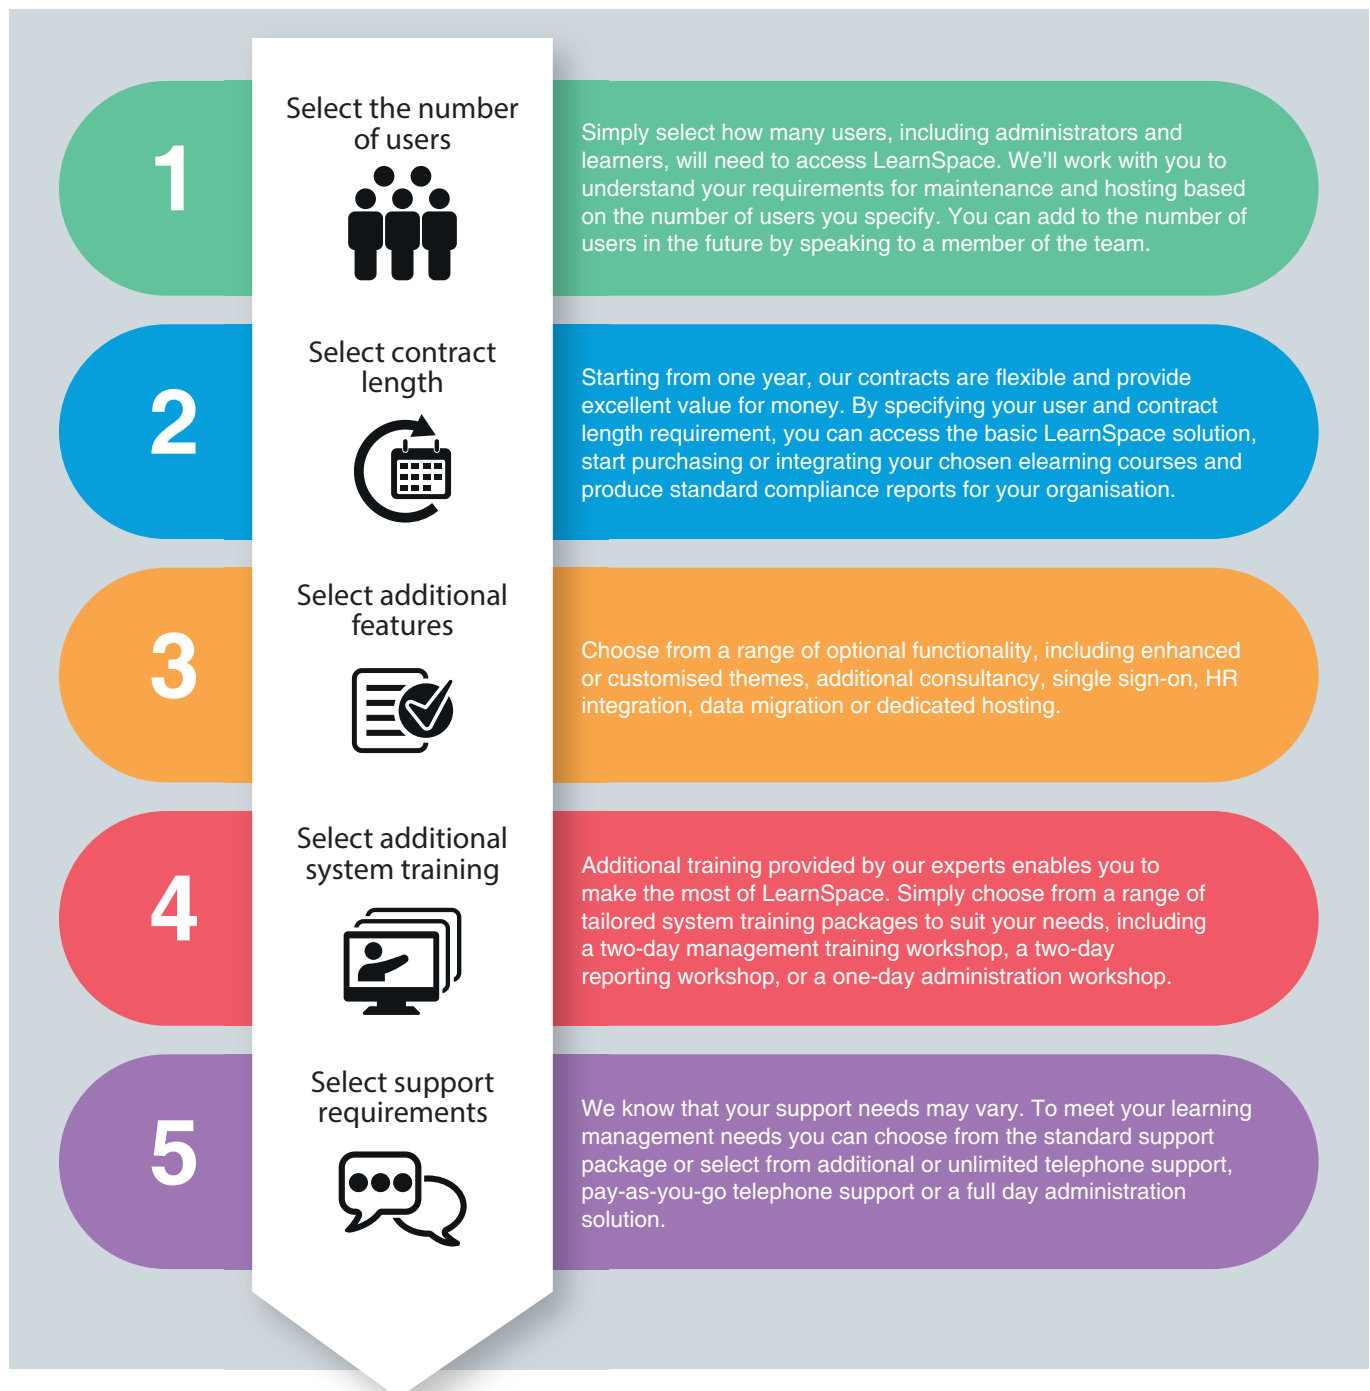 1
Select the number
of users
Simply select how many users, including administrators and
learners, will need to access LearnSpace. We’ll work with you to
understand your requirements for maintenance and hosting based
on the number of users you specify. You can add to the number of
users in the future by speaking to a member of the team.
2
Select contract
length
Starting from one year, our contracts are flexible and provide
excellent value for money. By specifying your user and contract
length requirement, you can access the basic LearnSpace solution,
start purchasing or integrating your chosen elearning courses and
produce standard compliance reports for your organisation.
3
Select additional
features
Choose from a range of optional functionality, including enhanced
or customised themes, additional consultancy, single sign-on, HR
integration, data migration or dedicated hosting.
4
Select additional
system training
Additional training provided by our experts enables you to
make the most of LearnSpace. Simply choose from a range of
tailored system training packages to suit your needs, including
a two-day management training workshop, a two-day
reporting workshop, or a one-day administration workshop.
5
Select support
requirements
We know that your support needs may vary. To meet your learning
management needs you can choose from the standard support
package or select from additional or unlimited telephone support,
pay-as-you-go telephone support or a full day administration
solution.